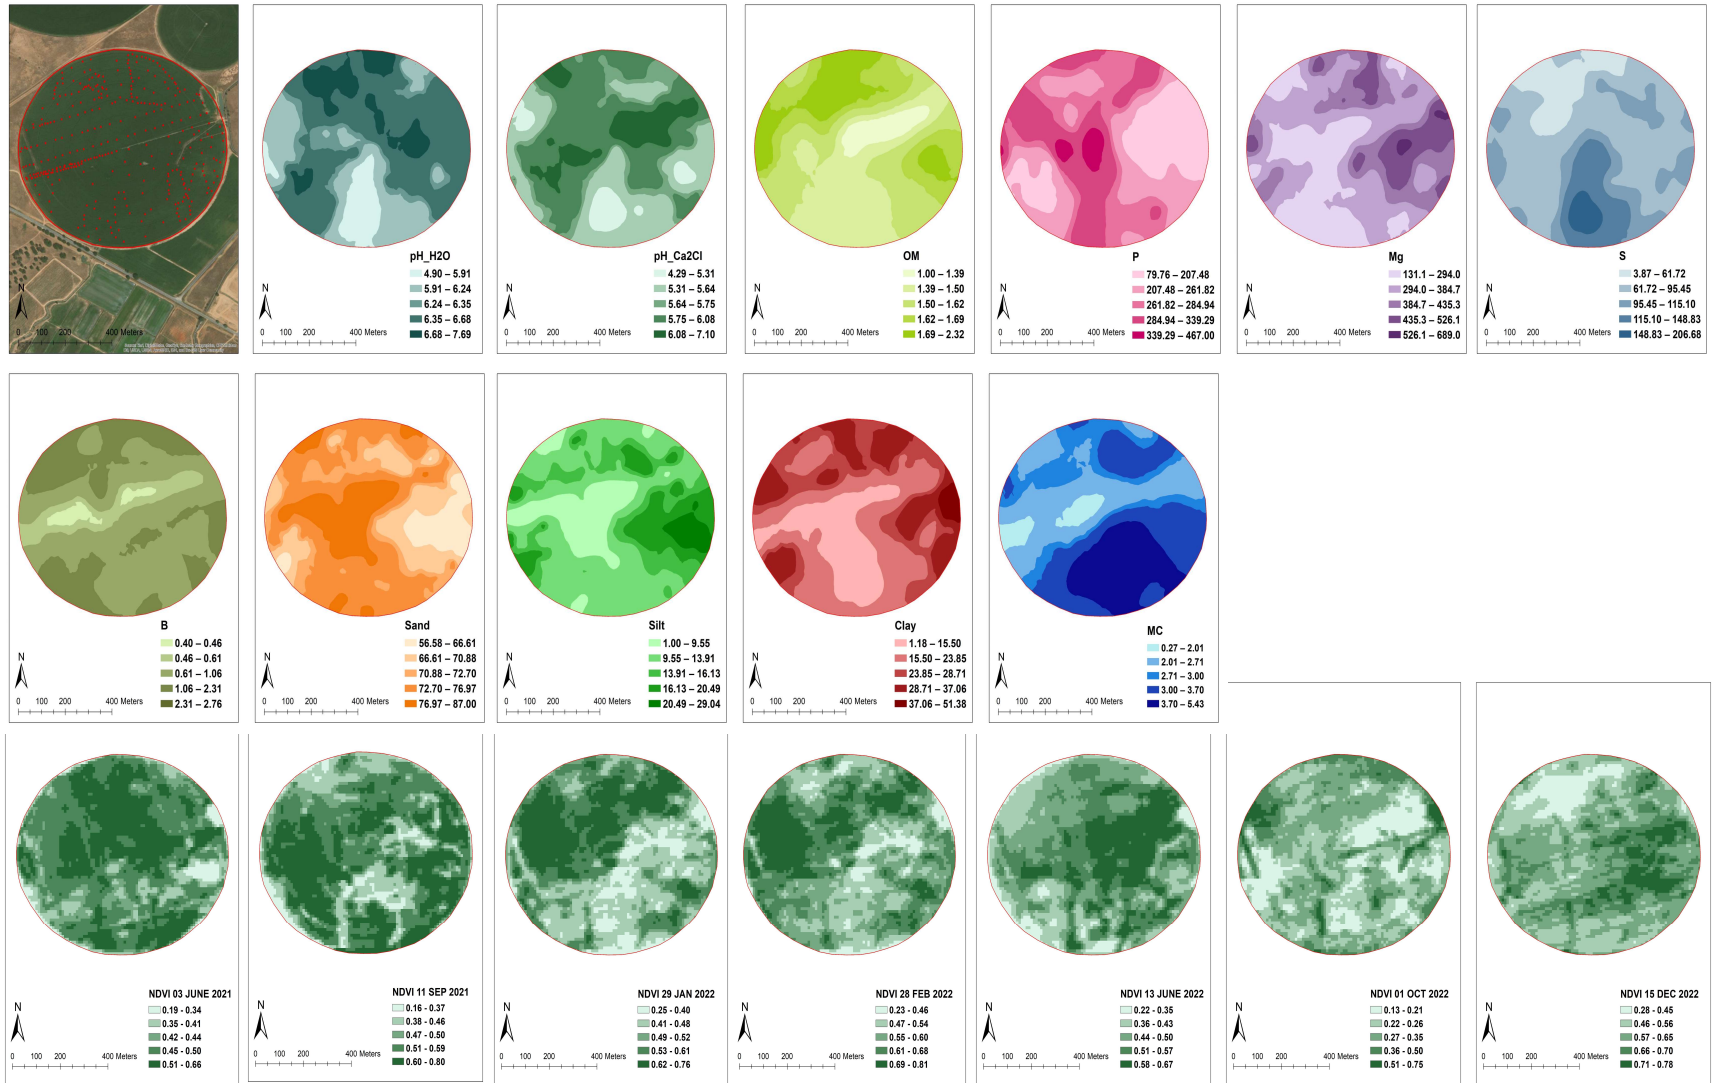 N
0 100 200 400 Meters
pH_H2O
4.90 – 5.91
5.91 – 6.24
6.24 – 6.35
6.35 – 6.68
6.68 – 7.69
N
0 100 200 400 Meters
pH_Ca2Cl
4.29 – 5.31
5.31 – 5.64
5.64 – 5.75
5.75 – 6.08
6.08 – 7.10
N
0 100 200 400 Meters
OM
1.00 – 1.39
1.39 – 1.50
1.50 – 1.62
1.62 – 1.69
1.69 – 2.32
N
0 100 200 400 Meters
P
79.76 – 207.48
207.48 – 261.82
261.82 – 284.94
284.94 – 339.29
339.29 – 467.00
N
0 100 200 400 Meters
Mg
131.1 – 294.0
294.0 – 384.7
384.7 – 435.3
435.3 – 526.1
526.1 – 689.0
N
0 100 200 400 Meters
S
3.87 – 61.72
61.72 – 95.45
95.45 – 115.10
115.10 – 148.83
148.83 – 206.68
N
0 100 200 400 Meters
B
0.40 – 0.46
0.46 – 0.61
0.61 – 1.06
1.06 – 2.31
2.31 – 2.76
N
0 100 200 400 Meters
Sand
56.58 – 66.61
66.61 – 70.88
70.88 – 72.70
72.70 – 76.97
76.97 – 87.00
N
0 100 200 400 Meters
Silt
1.00 – 9.55
9.55 – 13.91
13.91 – 16.13
16.13 – 20.49
20.49 – 29.04
N
0 100 200 400 Meters
Clay
1.18 – 15.50
15.50 – 23.85
23.85 – 28.71
28.71 – 37.06
37.06 – 51.38
N
0 100 200 400 Meters
MC
0.27 – 2.01
2.01 – 2.71
2.71 – 3.00
3.00 – 3.70
3.70 – 5.43
N
0 100 200 400 Meters
NDVI 03 JUNE 2021
0.19 - 0.34
0.35 - 0.41
0.42 - 0.44
0.45 - 0.50
0.51 - 0.66
N
0 100 200 400 Meters
NDVI 11 SEP 2021
0.16 - 0.37
0.38 - 0.46
0.47 - 0.50
0.51 - 0.59
0.60 - 0.80
N
0 100 200 400 Meters
NDVI 29 JAN 2022
0.25 - 0.40
0.41 - 0.48
0.49 - 0.52
0.53 - 0.61
0.62 - 0.76
N
0 100 200 400 Meters
NDVI 28 FEB 2022
0.23 - 0.46
0.47 - 0.54
0.55 - 0.60
0.61 - 0.68
0.69 - 0.81
N
0 100 200 400 Meters
NDVI 13 JUNE 2022
0.22 - 0.35
0.36 - 0.43
0.44 - 0.50
0.51 - 0.57
0.58 - 0.67
N
0 100 200 400 Meters
NDVI 01 OCT 2022
0.13 - 0.21
0.22 - 0.26
0.27 - 0.35
0.36 - 0.50
0.51 - 0.75
N
0 100 200 400 Meters
NDVI 15 DEC 2022
0.28 - 0.45
0.46 - 0.56
0.57 - 0.65
0.66 - 0.70
0.71 - 0.78
N
0 100 200 400 Meters